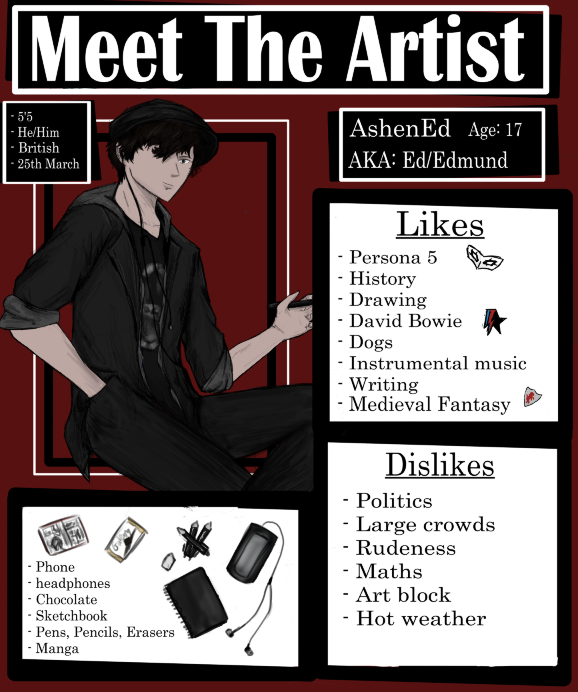 Meet The Artist
- 5'5
- He/Him
- British
- 25th March
AshenEd Age: 17
AKA: Ed/Edmund
Likes
- Persona 5
- History
- Drawing
- David Bowie
- Dogs
- Instrumental music
- Writing
- Medieval Fantasy
Dislikes
- Politics
- Large crowds
- Rudeness
- Maths
- Art block
- Hot weather
- Phone
- headphones
- Chocolate
- Sketchbook
- Pens, Pencils, Erasers
- Manga